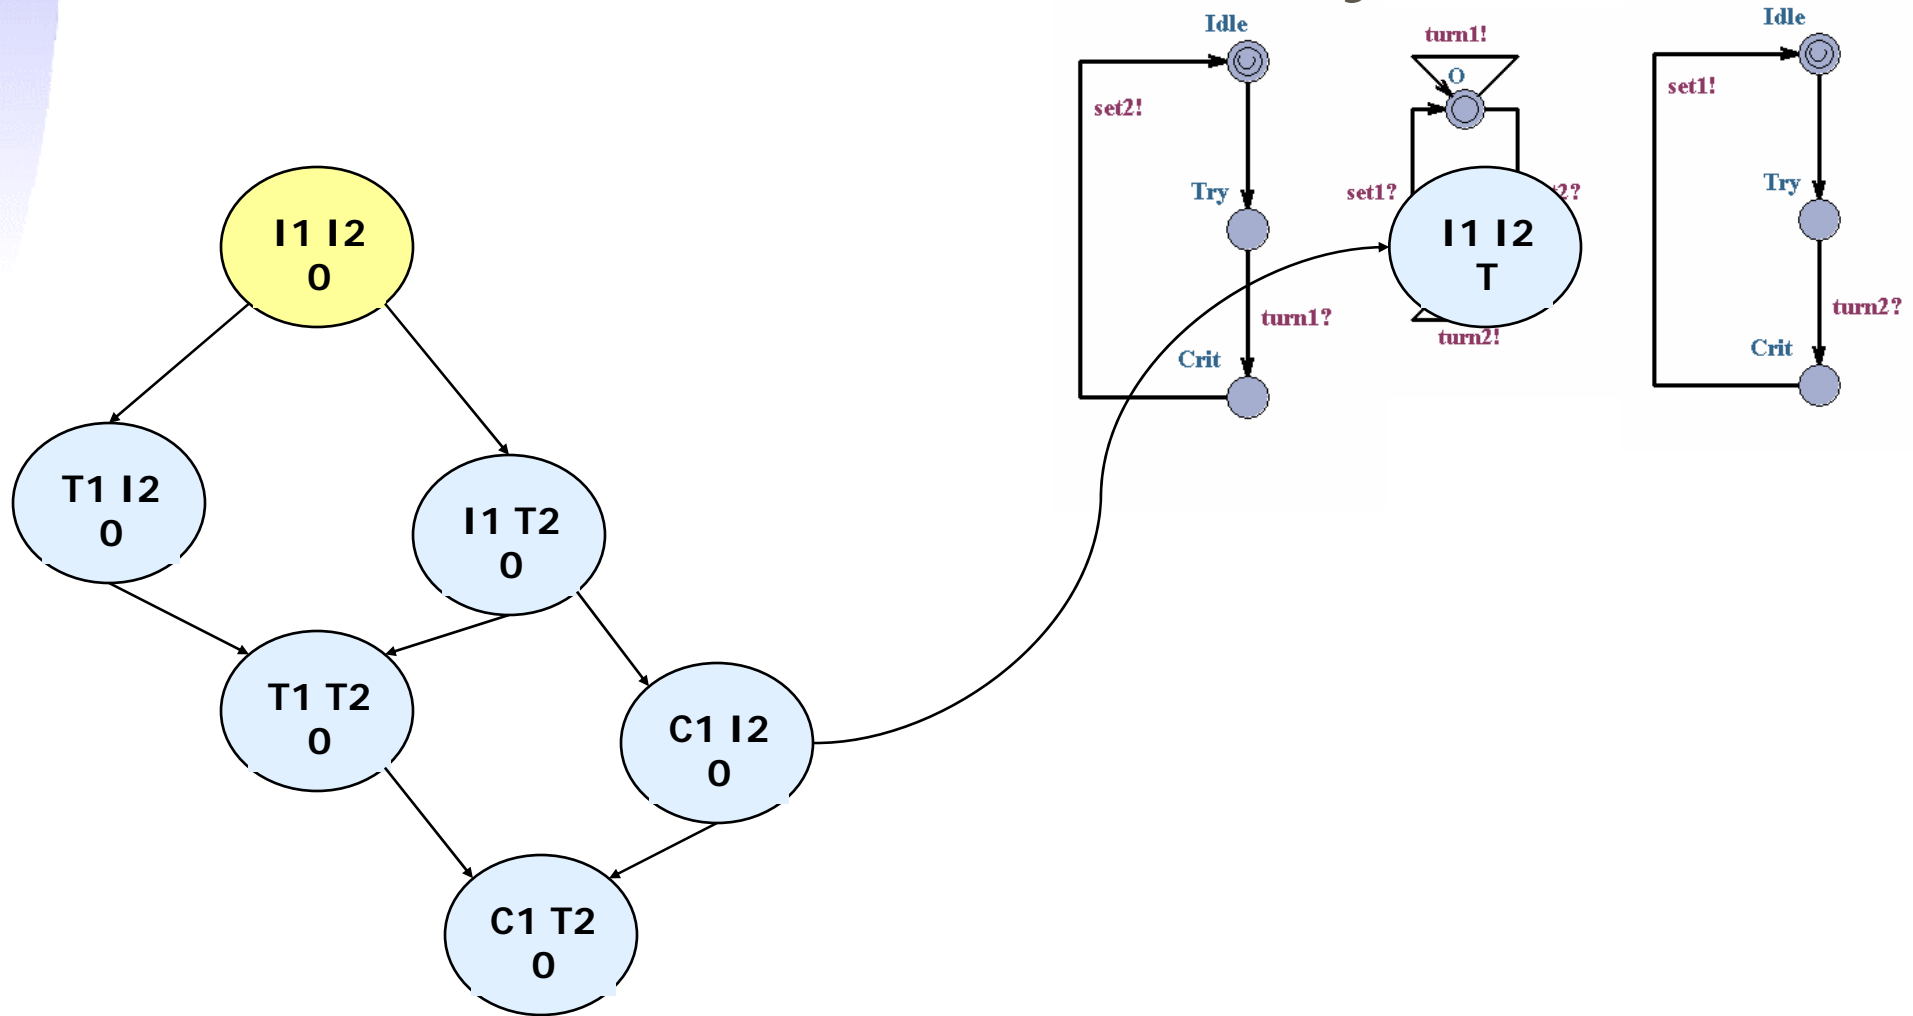 I1 I2
0
T1 I2
0
I1 T2
0
T1 T2
0
C1 I2
0
C1 T2
0
Idle
set2!
Try
turn1?
Crit
turn1!
O
set1?
I1 I2
T
turn2!
Idle
set1!
Try
turn2?
Crit